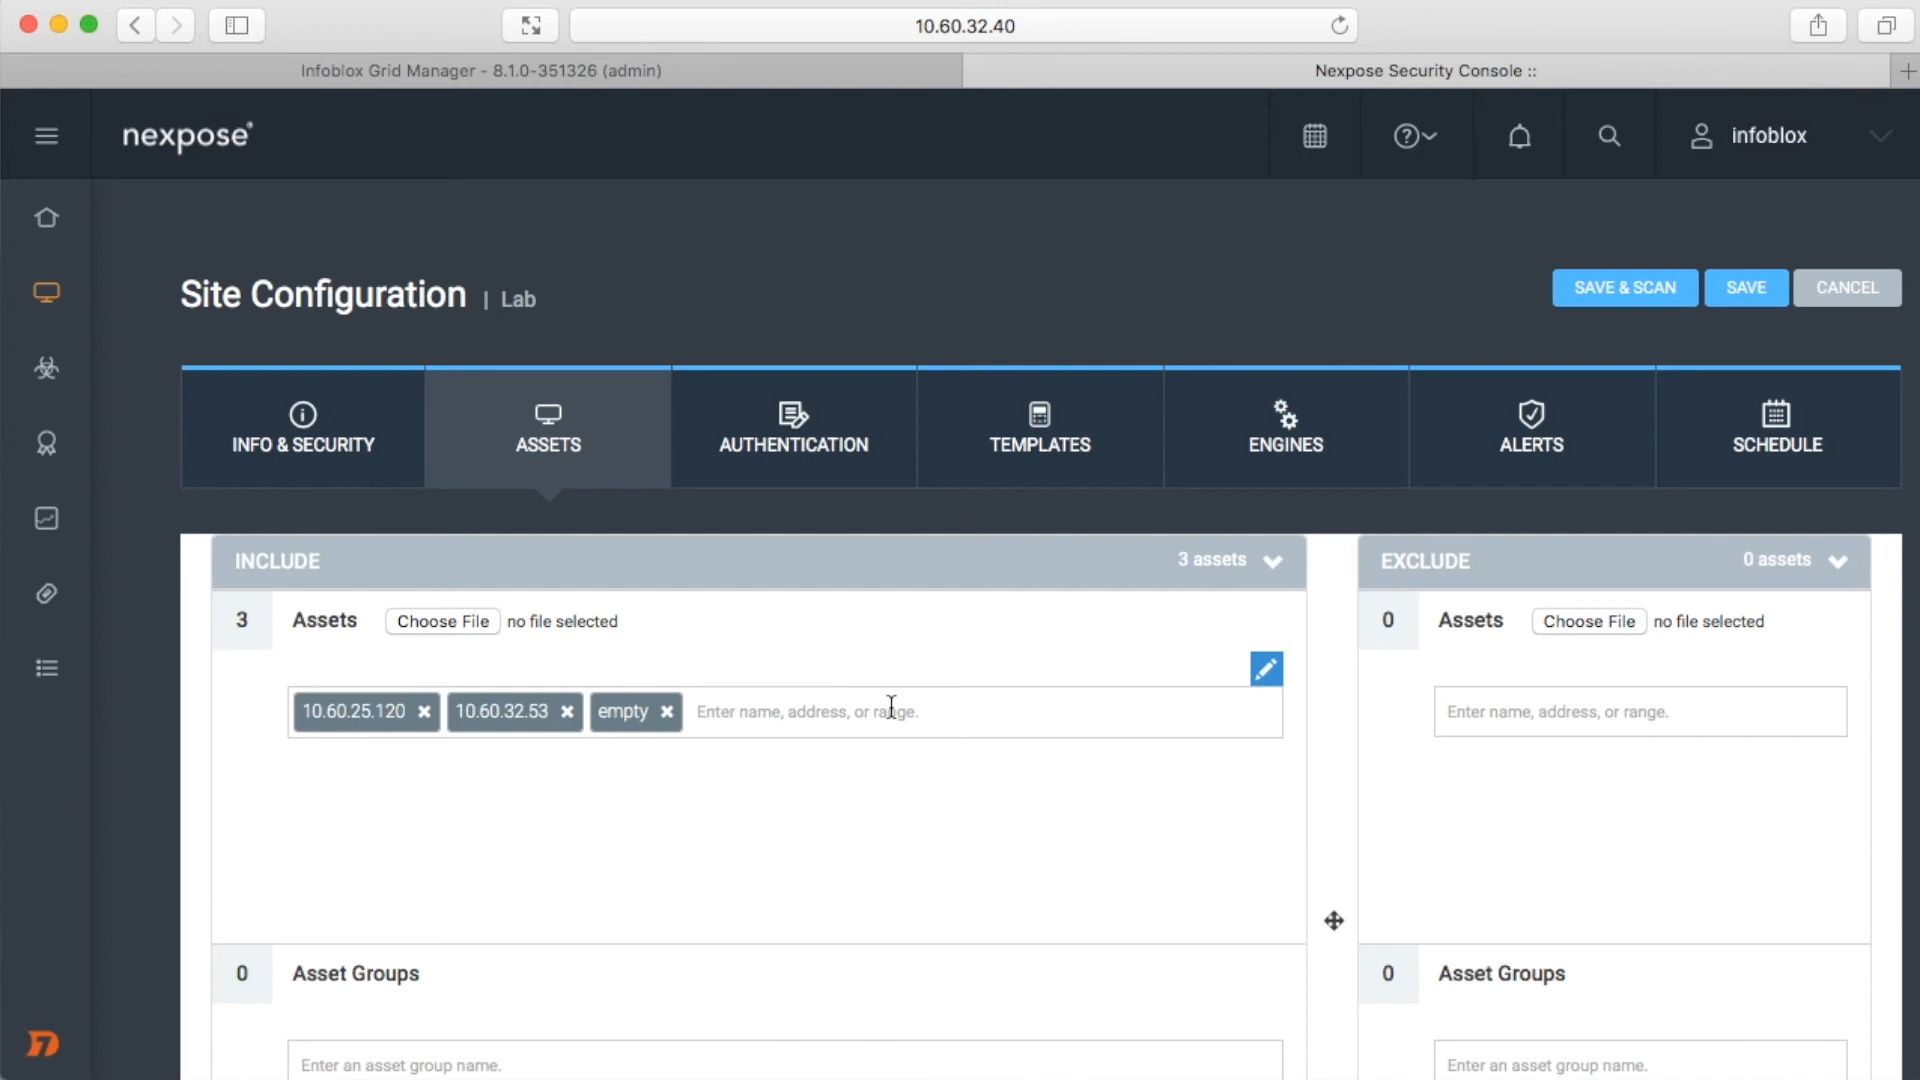 10.60.32.40
Infoblox Grid Manager - 8.1.0-351326 (admin)
Nexpose Security Console ::
nexpose
infoblox
Site Configuration | Lab
SAVE & SCAN
SAVE
CANCEL
INFO & SECURITY
ASSETS
AUTHENTICATION
TEMPLATES
ENGINES
ALERTS
SCHEDULE
INCLUDE
3 assets
EXCLUDE
0 assets
3 Assets Choose File no file selected
0 Assets Choose File no file selected
10.60.25.120 10.60.32.53 empty Enter name, address, or range.
Enter name, address, or range.
0 Asset Groups
0 Asset Groups
Enter an asset group name.
Enter an asset group name.